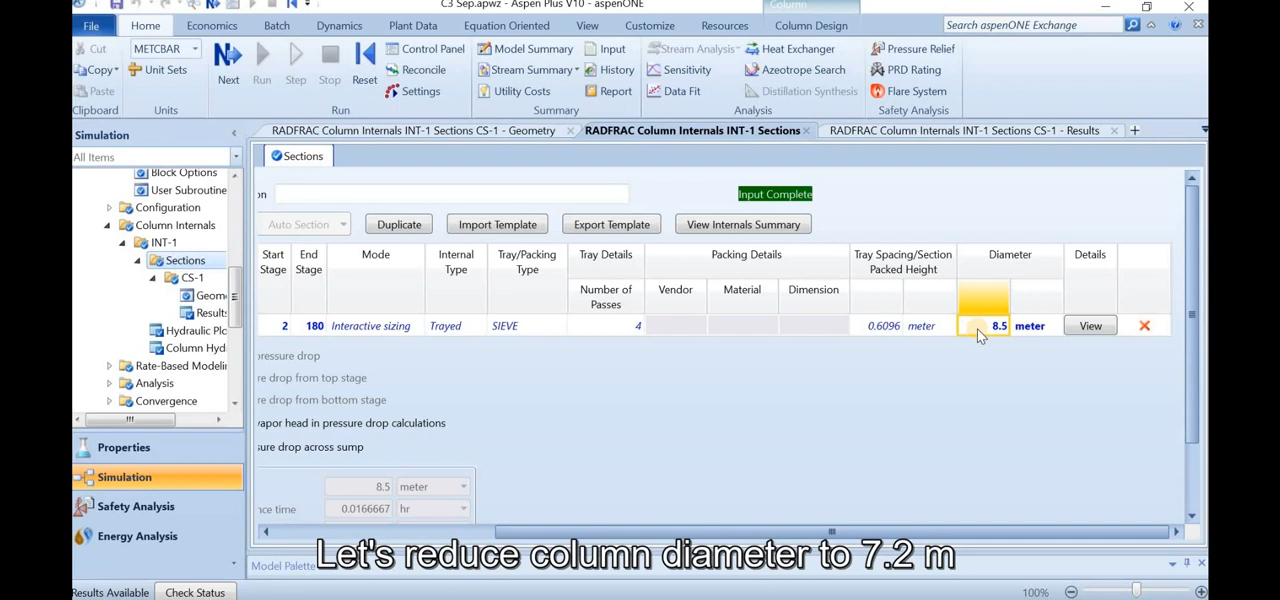 C3 Sep.apwz - Aspen Plus V10 - aspenONE
Column
File
Home
Economics
Batch
Dynamics
Plant Data
Equation Oriented
View
Customize
Resources
Column Design
Search aspenONE Exchange
Cut
METCBAR
Copy
Unit Sets
Paste
Next
Run
Step
Stop
Reset
Control Panel
Reconcile
Settings
Model Summary
Input
Stream Summary
History
Utility Costs
Report
Stream Analysis
Heat Exchanger
Sensitivity
Azeotrope Search
Data Fit
Distillation Synthesis
Pressure Relief
PRD Rating
Flare System
Clipboard
Units
Run
Summary
Analysis
Safety Analysis
Simulation
All Items
Block Options
User Subroutine
Configuration
Column Internals
INT-1
Sections
CS-1
Geom
Results
Hydraulic Plo
Column Hyd
Rate-Based Modelin
Analysis
Convergence
Properties
Simulation
Safety Analysis
Energy Analysis
RADFRAC Column Internals INT-1 Sections CS-1 - Geometry
RADFRAC Column Internals INT-1 Sections
RADFRAC Column Internals INT-1 Sections CS-1 - Results
Sections
on
Input Complete
Auto Section
Duplicate
Import Template
Export Template
View Internals Summary
Start Stage
End Stage
Mode
Internal Type
Tray/Packing Type
Tray Details
Number of Passes
Packing Details
Vendor
Material
Dimension
Tray Spacing/Section Packed Height
Diameter
Details
2 180 Interactive sizing Trayed SIEVE 4 0.6096 meter 8.5 meter View
pressure drop
re drop from top stage
re drop from bottom stage
vapor head in pressure drop calculations
sure drop across sump
8.5 meter
nce time 0.0166667 hr
Let's reduce column diameter to 7.2 m
Model Palette
Results Available
Check Status
100%